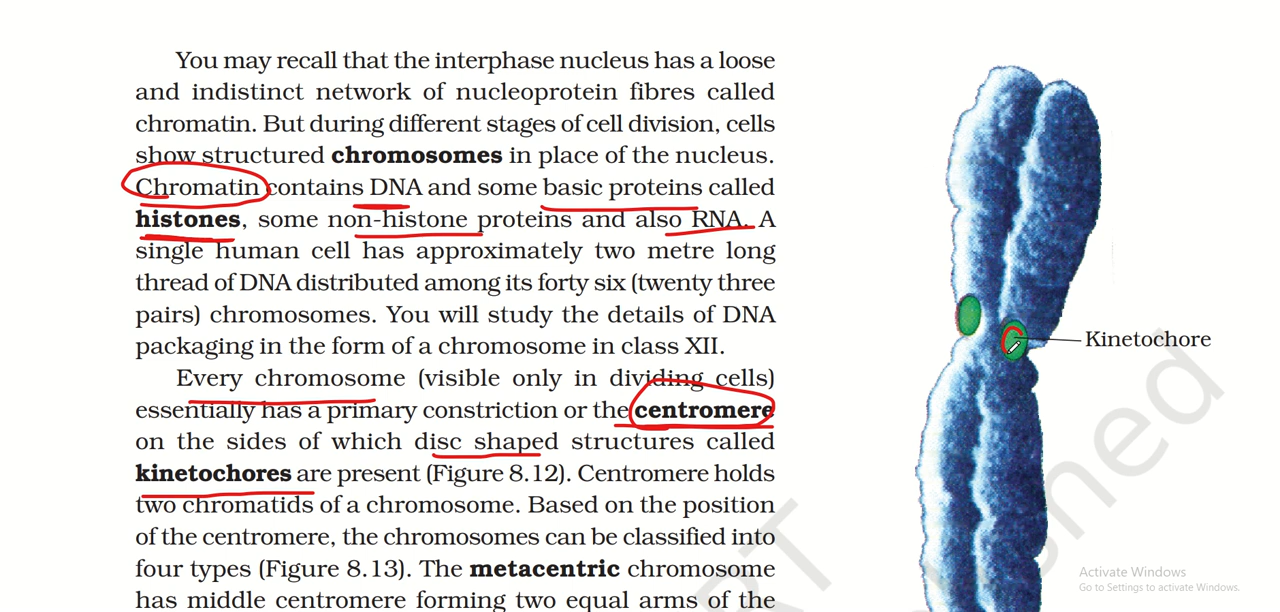 You may recall that the interphase nucleus has a loose
and indistinct network of nucleoprotein fibres called
chromatin. But during different stages of cell division, cells
show structured chromosomes in place of the nucleus.
Chromatin contains DNA and some basic proteins called
histones, some non-histone proteins and also RNA. A
single human cell has approximately two metre long
thread of DNA distributed among its forty six (twenty three
pairs) chromosomes. You will study the details of DNA
packaging in the form of a chromosome in class XII.
Every chromosome (visible only in dividing cells)
essentially has a primary constriction or the centromere
on the sides of which disc shaped structures called
kinetochores are present (Figure 8.12). Centromere holds
two chromatids of a chromosome. Based on the position
of the centromere, the chromosomes can be classified into
four types (Figure 8.13). The metacentric chromosome
has middle centromere forming two equal arms of the
Kinetochore
Activate Windows
Go to Settings to activate Windows.